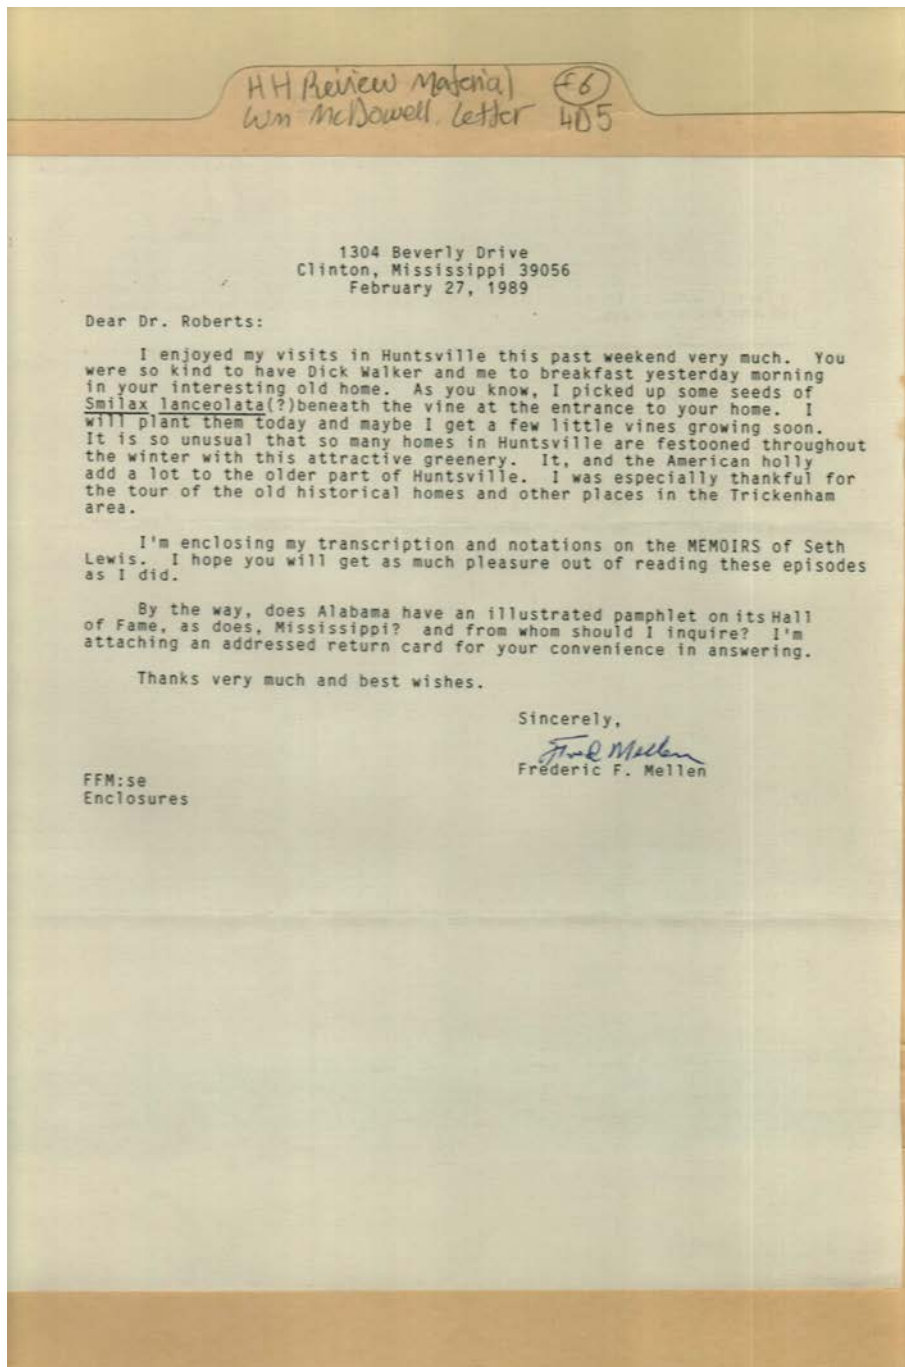 HH Review Material f6
Wm McDowell. Letter 4D5
1304 Beverly Drive
Clinton, Mississippi 39056
February 27, 1989
Dear Dr. Roberts:
I enjoyed my visits in Huntsville this past weekend very much. You
were so kind to have Dick Walker and me to breakfast yesterday morning
in your interesting old home. As you know, I picked up some seeds of
Smilax lanceolata(?)beneath the vine at the entrance to your home. I
will plant them today and maybe I get a few little vines growing soon.
It is so unusual that so many homes in Huntsville are festooned throughout
the winter with this attractive greenery. It, and the American holly
add a lot to the older part of Huntsville. I was especially thankful for
the tour of the old historical homes and other places in the Trickenham
area.
I'm enclosing my transcription and notations on the MEMOIRS of Seth
Lewis. I hope you will get as much pleasure out of reading these episodes
as I did.
By the way, does Alabama have an illustrated pamphlet on its Hall
of Fame, as does, Mississippi? and from whom should I inquire? I'm
attaching an addressed return card for your convenience in answering.
Thanks very much and best wishes.
Sincerely,
Fred Mellen
Frederic F. Mellen
FFM:se
Enclosures